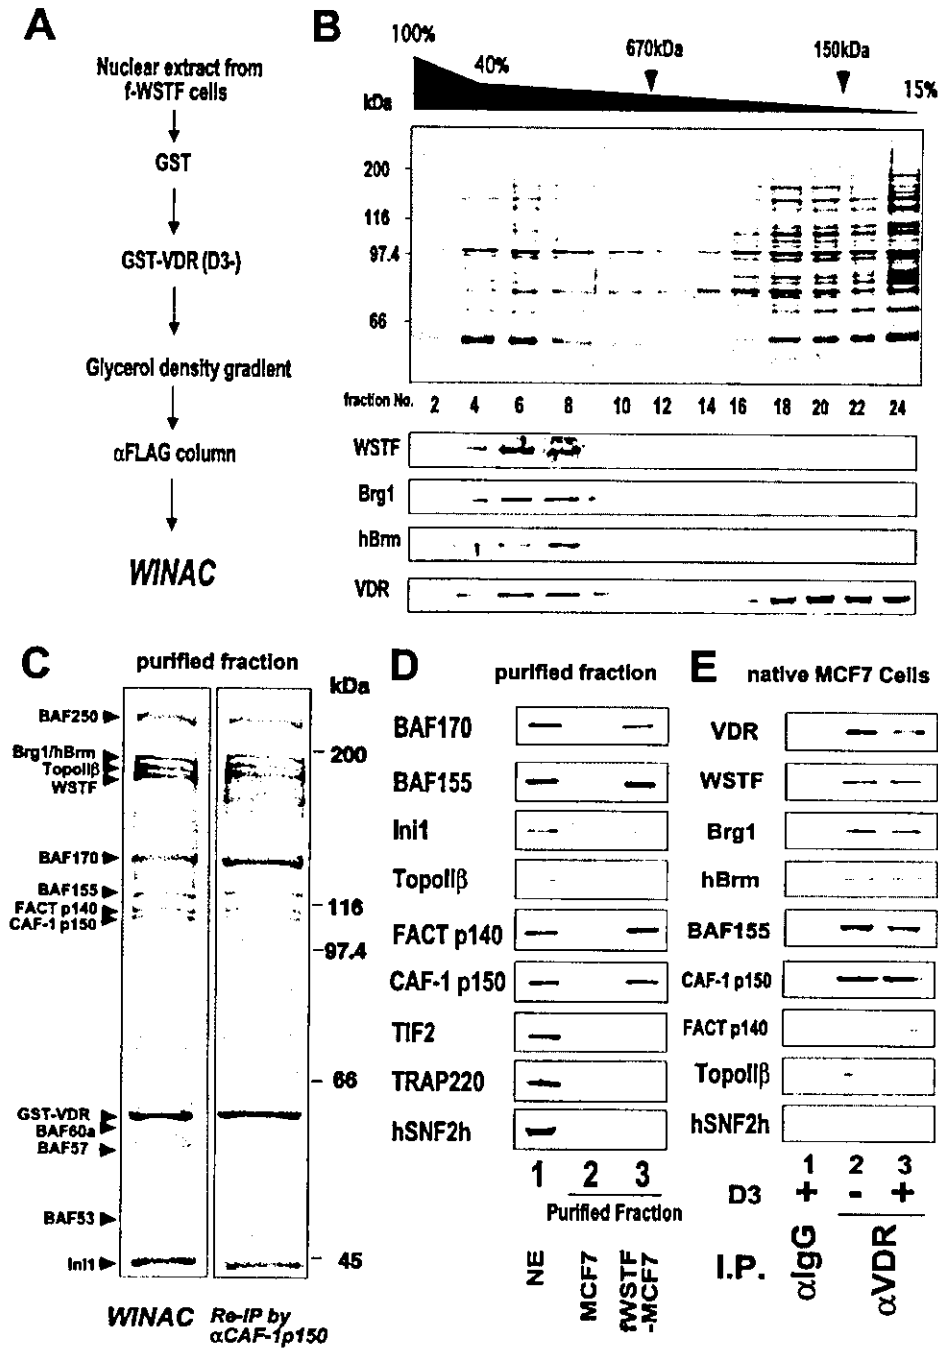 A
Nuclear extract from
f-WSTF cells
GST
GST-VDR (D3-)
Glycerol density gradient
αFLAG column
WINAC
B
100%
40%
670kDa
150kDa
15%
kDa
200
116
97.4
66
fraction No. 2 4 6 8 10 12 14 16 18 20 22 24
WSTF
Brg1
hBrm
VDR
C
purified fraction
kDa
BAF250
Brg1/hBrm
TopoIIβ
WSTF
BAF170
BAF155
FACT p140
CAF-1 p150
GST-VDR
BAF60a
BAF57
BAF53
Ini1
200
116
97.4
66
45
WINAC
Re-IP by
αCAF-1p150
D
purified fraction
BAF170
BAF155
Ini1
TopoIIβ
FACT p140
CAF-1 p150
TIF2
TRAP220
hSNF2h
1 2 3
Purified Fraction
NE
MCF7
fWSTF
-MCF7
E
native MCF7 Cells
VDR
WSTF
Brg1
hBrm
BAF155
CAF-1 p150
FACT p140
TopoIIβ
hSNF2h
1 2 3
D3 + - +
I.P.
αIgG
αVDR